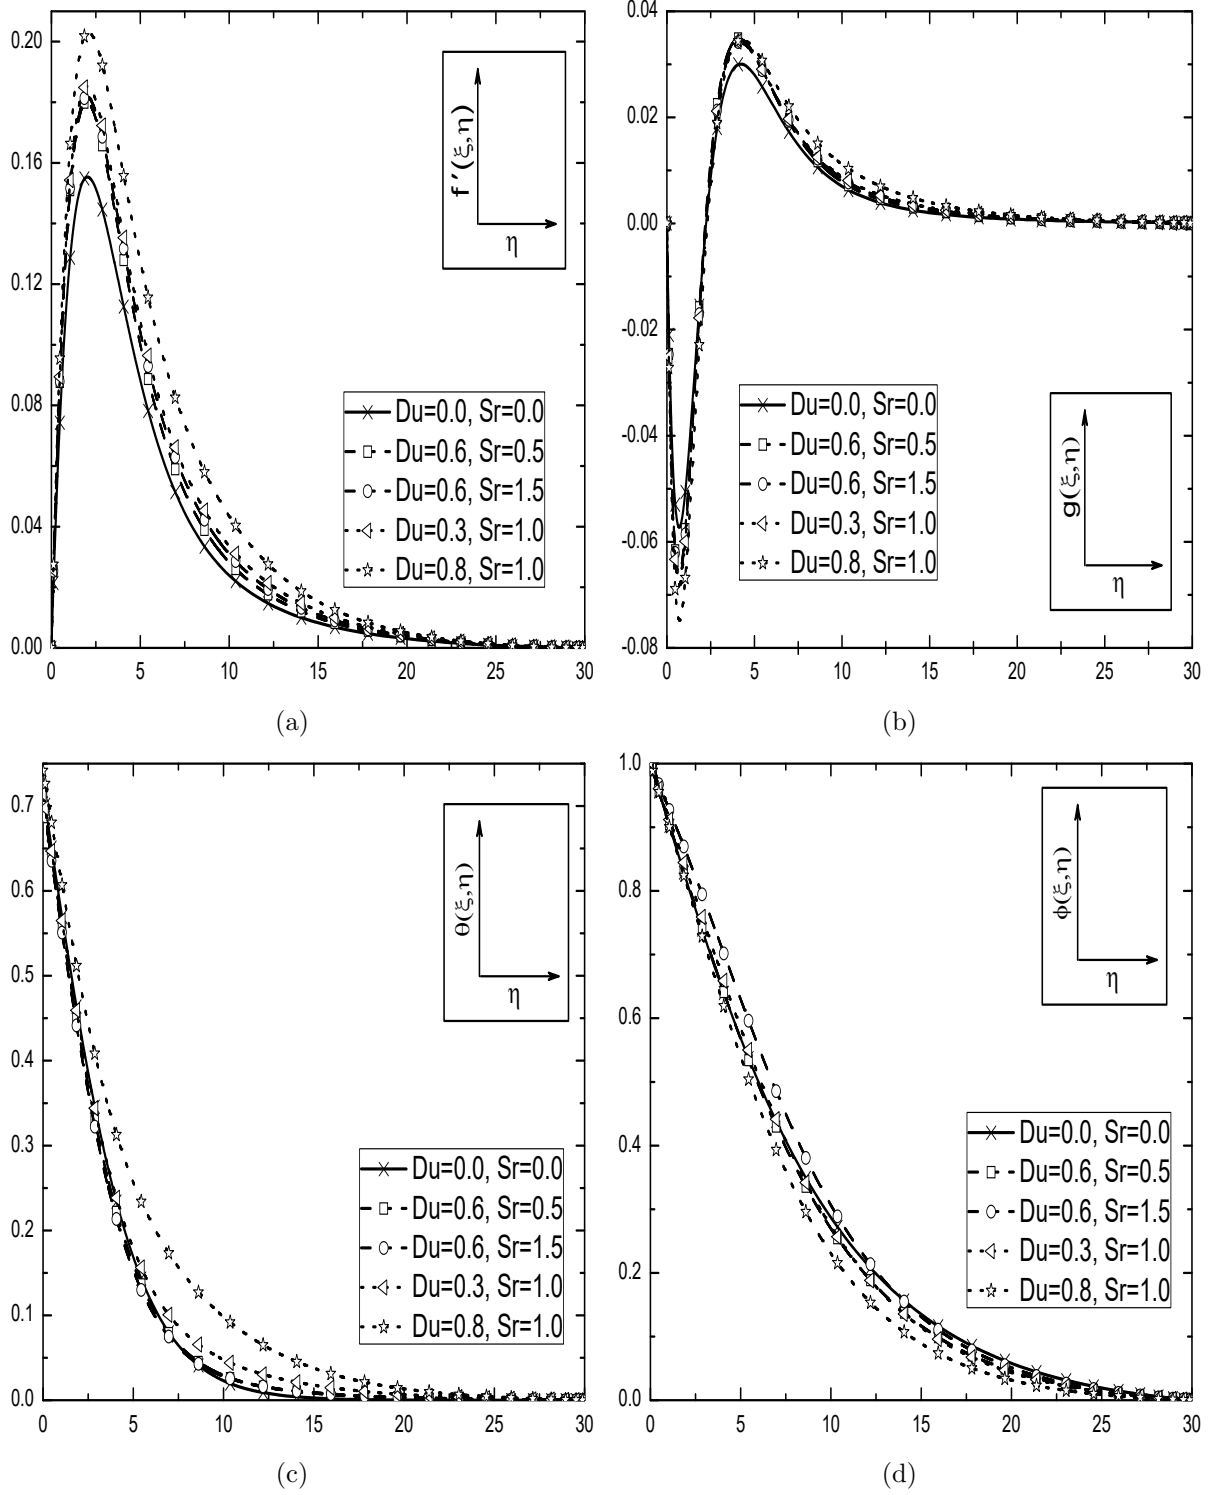 0.20
0.16
0.12
0.08
0.04
0.00
0 5 10 15 20 25 30
f ′(ξ,η)
η
Du=0.0, Sr=0.0
Du=0.6, Sr=0.5
Du=0.6, Sr=1.5
Du=0.3, Sr=1.0
Du=0.8, Sr=1.0
(a)
0.04
0.02
0.00
-0.02
-0.04
-0.06
-0.08
0 5 10 15 20 25 30
Du=0.0, Sr=0.0
Du=0.6, Sr=0.5
Du=0.6, Sr=1.5
Du=0.3, Sr=1.0
Du=0.8, Sr=1.0
g(ξ,η)
η
(b)
0.7
0.6
0.5
0.4
0.3
0.2
0.1
0.0
0 5 10 15 20 25 30
θ(ξ,η)
η
Du=0.0, Sr=0.0
Du=0.6, Sr=0.5
Du=0.6, Sr=1.5
Du=0.3, Sr=1.0
Du=0.8, Sr=1.0
(c)
1.0
0.8
0.6
0.4
0.2
0.0
0 5 10 15 20 25 30
ϕ(ξ,η)
η
Du=0.0, Sr=0.0
Du=0.6, Sr=0.5
Du=0.6, Sr=1.5
Du=0.3, Sr=1.0
Du=0.8, Sr=1.0
(d)